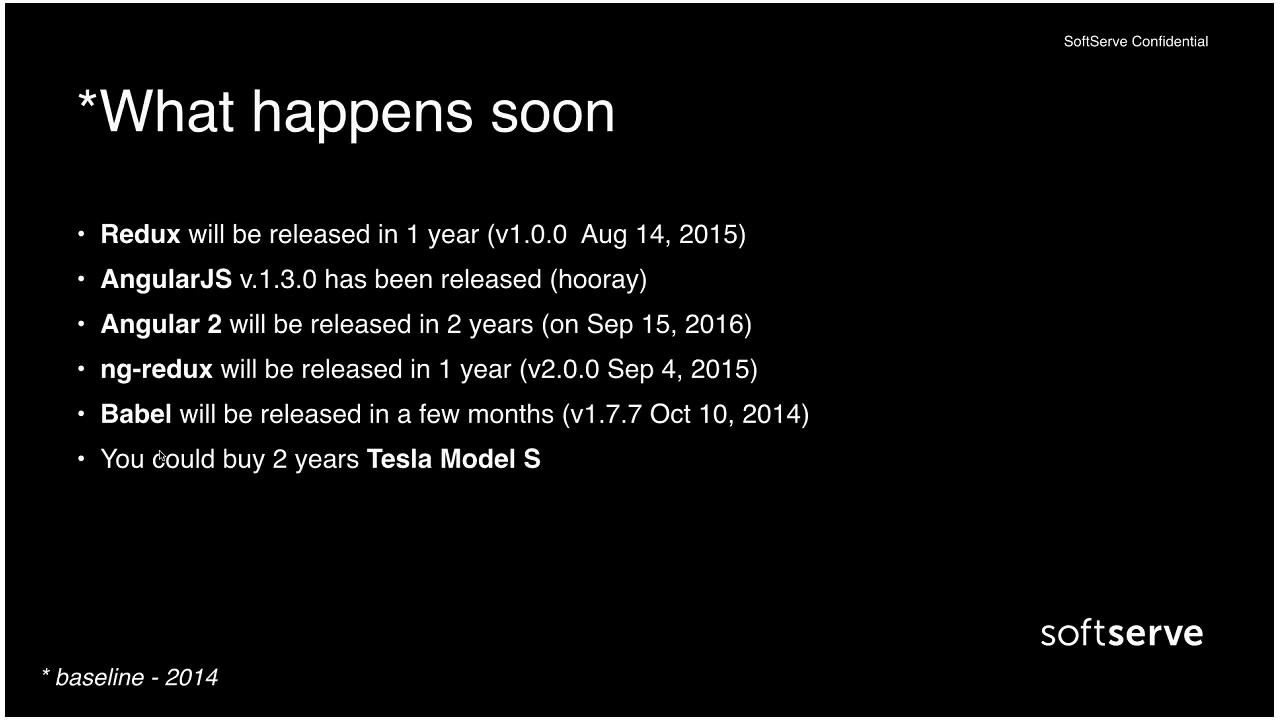 SoftServe Confidential
*What happens soon
• Redux will be released in 1 year (v1.0.0  Aug 14, 2015)
• AngularJS v.1.3.0 has been released (hooray)
• Angular 2 will be released in 2 years (on Sep 15, 2016)
• ng-redux will be released in 1 year (v2.0.0 Sep 4, 2015)
• Babel will be released in a few months (v1.7.7 Oct 10, 2014)
• You could buy 2 years Tesla Model S
softserve
* baseline - 2014